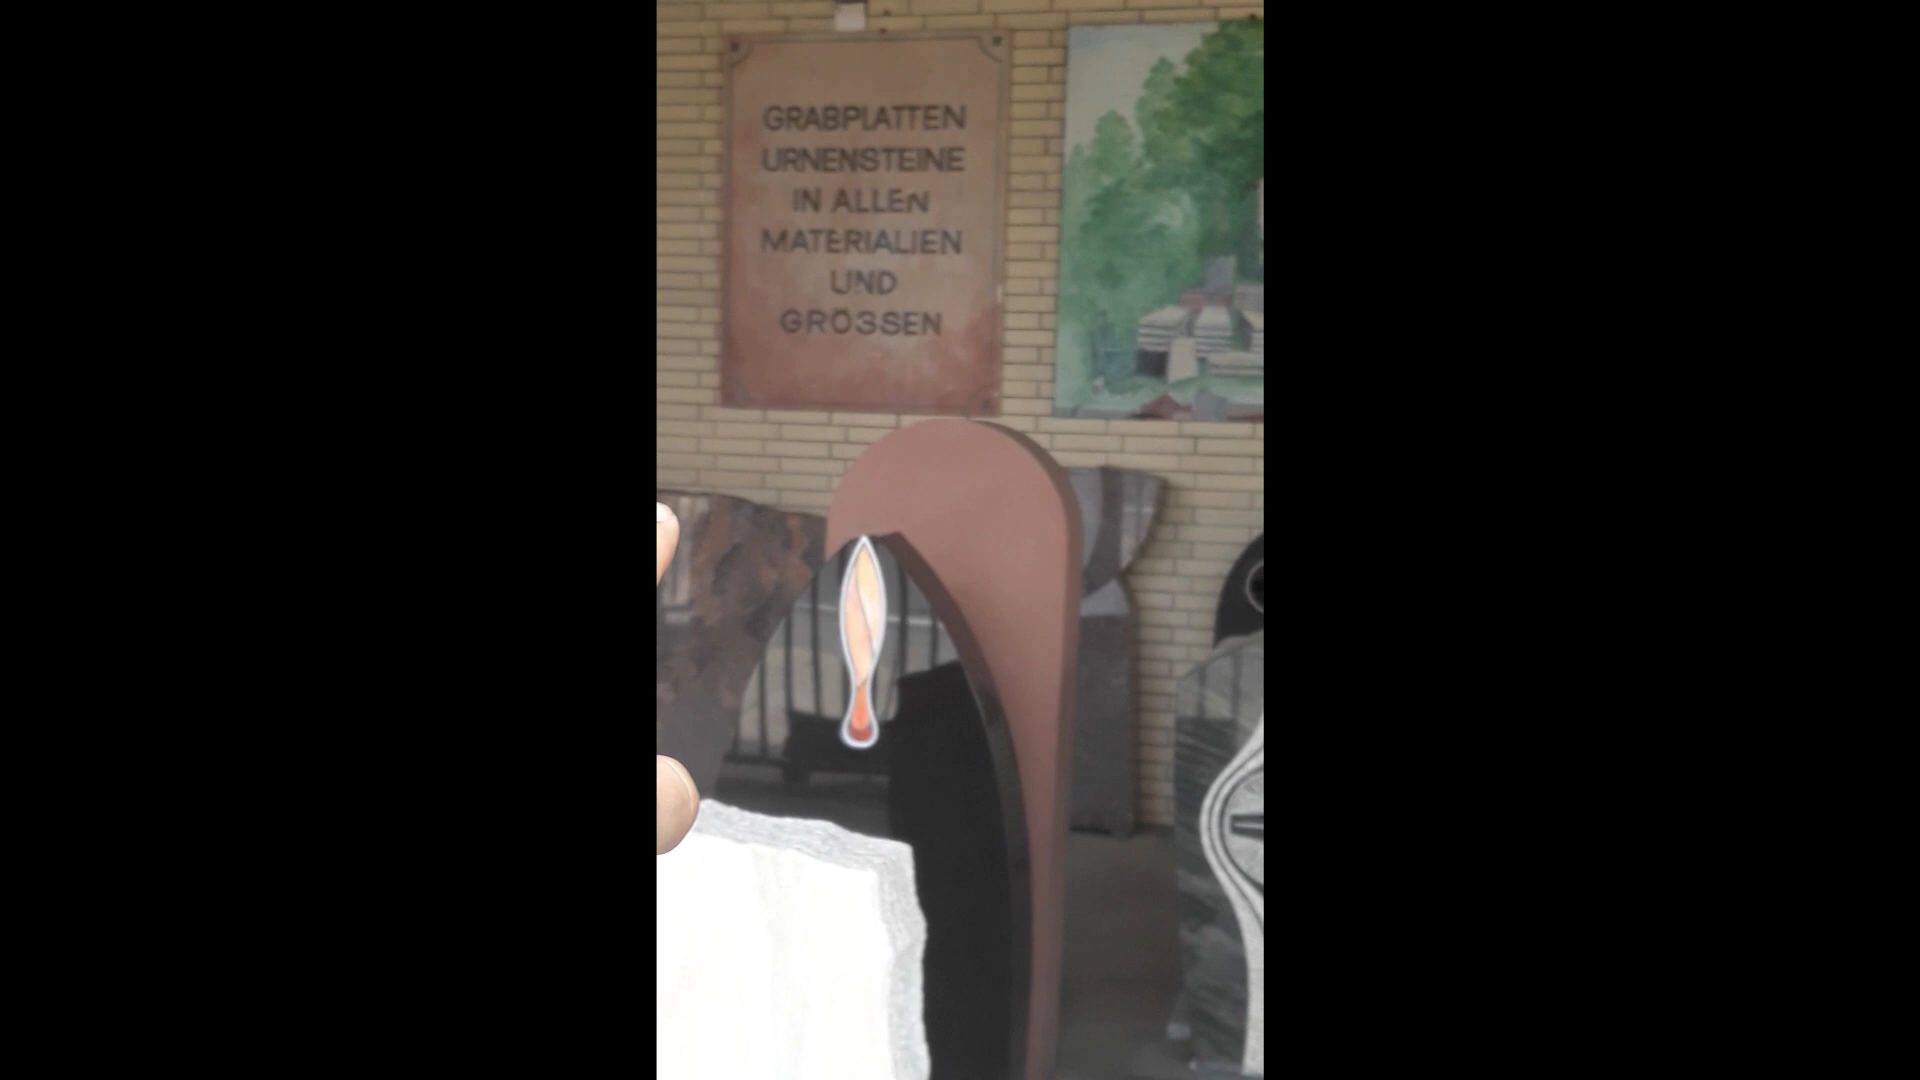 GRABPLATTEN
URNENSTEINE
IN ALLEN
MATERIALIEN
UND
GRÖSSEN